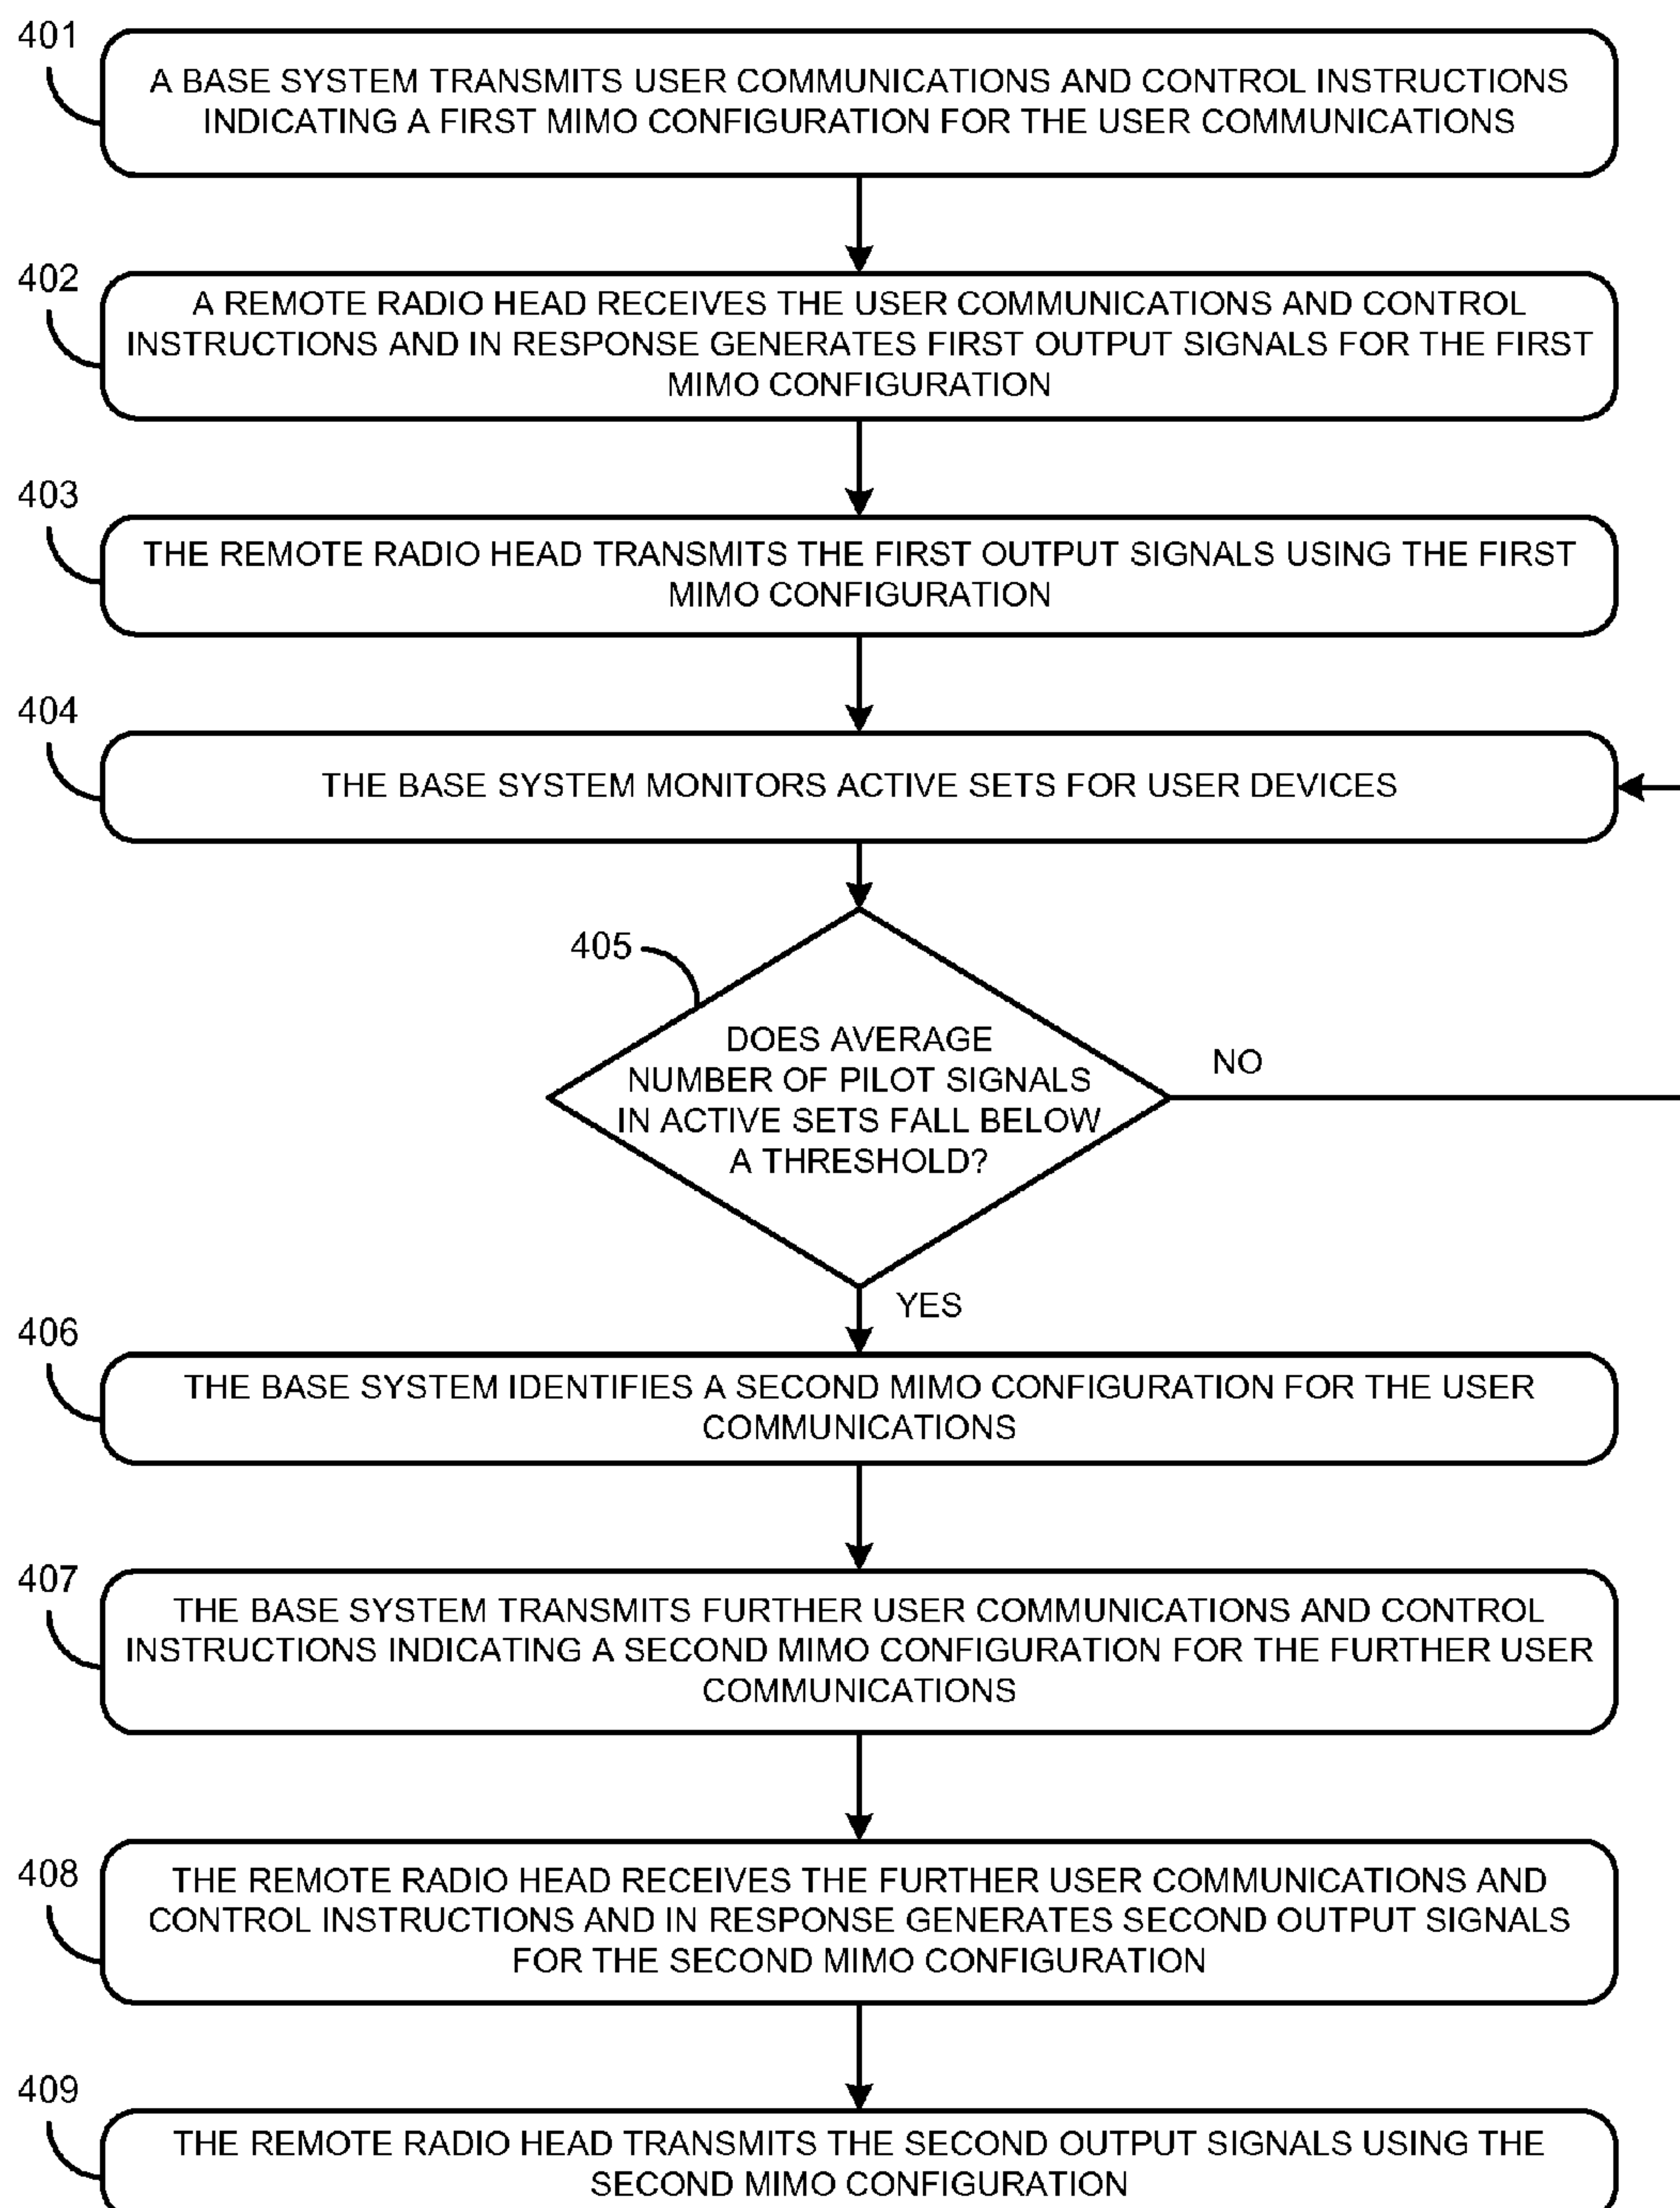 401
A BASE SYSTEM TRANSMITS USER COMMUNICATIONS AND CONTROL INSTRUCTIONS
INDICATING A FIRST MIMO CONFIGURATION FOR THE USER COMMUNICATIONS
402
A REMOTE RADIO HEAD RECEIVES THE USER COMMUNICATIONS AND CONTROL
INSTRUCTIONS AND IN RESPONSE GENERATES FIRST OUTPUT SIGNALS FOR THE FIRST
MIMO CONFIGURATION
403
THE REMOTE RADIO HEAD TRANSMITS THE FIRST OUTPUT SIGNALS USING THE FIRST
MIMO CONFIGURATION
404
THE BASE SYSTEM MONITORS ACTIVE SETS FOR USER DEVICES
405
DOES AVERAGE
NUMBER OF PILOT SIGNALS
IN ACTIVE SETS FALL BELOW
A THRESHOLD?
NO
YES
406
THE BASE SYSTEM IDENTIFIES A SECOND MIMO CONFIGURATION FOR THE USER
COMMUNICATIONS
407
THE BASE SYSTEM TRANSMITS FURTHER USER COMMUNICATIONS AND CONTROL
INSTRUCTIONS INDICATING A SECOND MIMO CONFIGURATION FOR THE FURTHER USER
COMMUNICATIONS
408
THE REMOTE RADIO HEAD RECEIVES THE FURTHER USER COMMUNICATIONS AND
CONTROL INSTRUCTIONS AND IN RESPONSE GENERATES SECOND OUTPUT SIGNALS
FOR THE SECOND MIMO CONFIGURATION
409
THE REMOTE RADIO HEAD TRANSMITS THE SECOND OUTPUT SIGNALS USING THE
SECOND MIMO CONFIGURATION